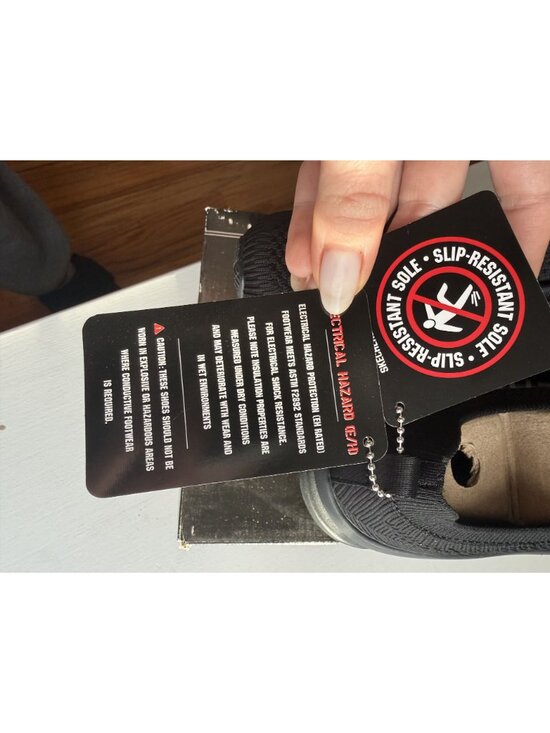 ECTRICAL HAZARD (E/H)
ELECTRICAL HAZARD PROTECTION (EH RATED)
FOOTWEAR MEETS ASTM F2892 STANDARDS
FOR ELECTRICAL SHOCK RESISTANCE.
PLEASE NOTE INSULATION PROPERTIES ARE
MEASURED UNDER DRY CONDITIONS
AND MAY DETERIORATE WITH WEAR AND
IN WET ENVIRONMENTS
CAUTION: THESE SHOES SHOULD NOT BE
WORN IN EXPLOSIVE OR HAZARDOUS AREAS
WHERE CONDUCTIVE FOOTWEAR
IS REQUIRED.
SLIP-RESISTANT SOLE • SLIP-RESISTANT SOLE •